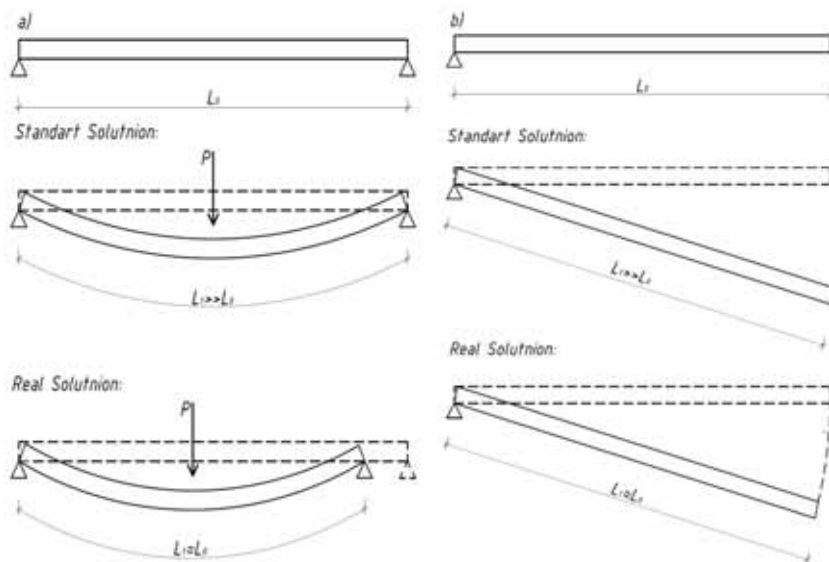 a)
L₀
Standart Solutnion:
P
L₁>>L₀
Real Solutnion:
P
L₁=L₀
b)
L₀
Standart Solutnion:
L₁>>L₀
Real Solutnion:
L₁=L₀